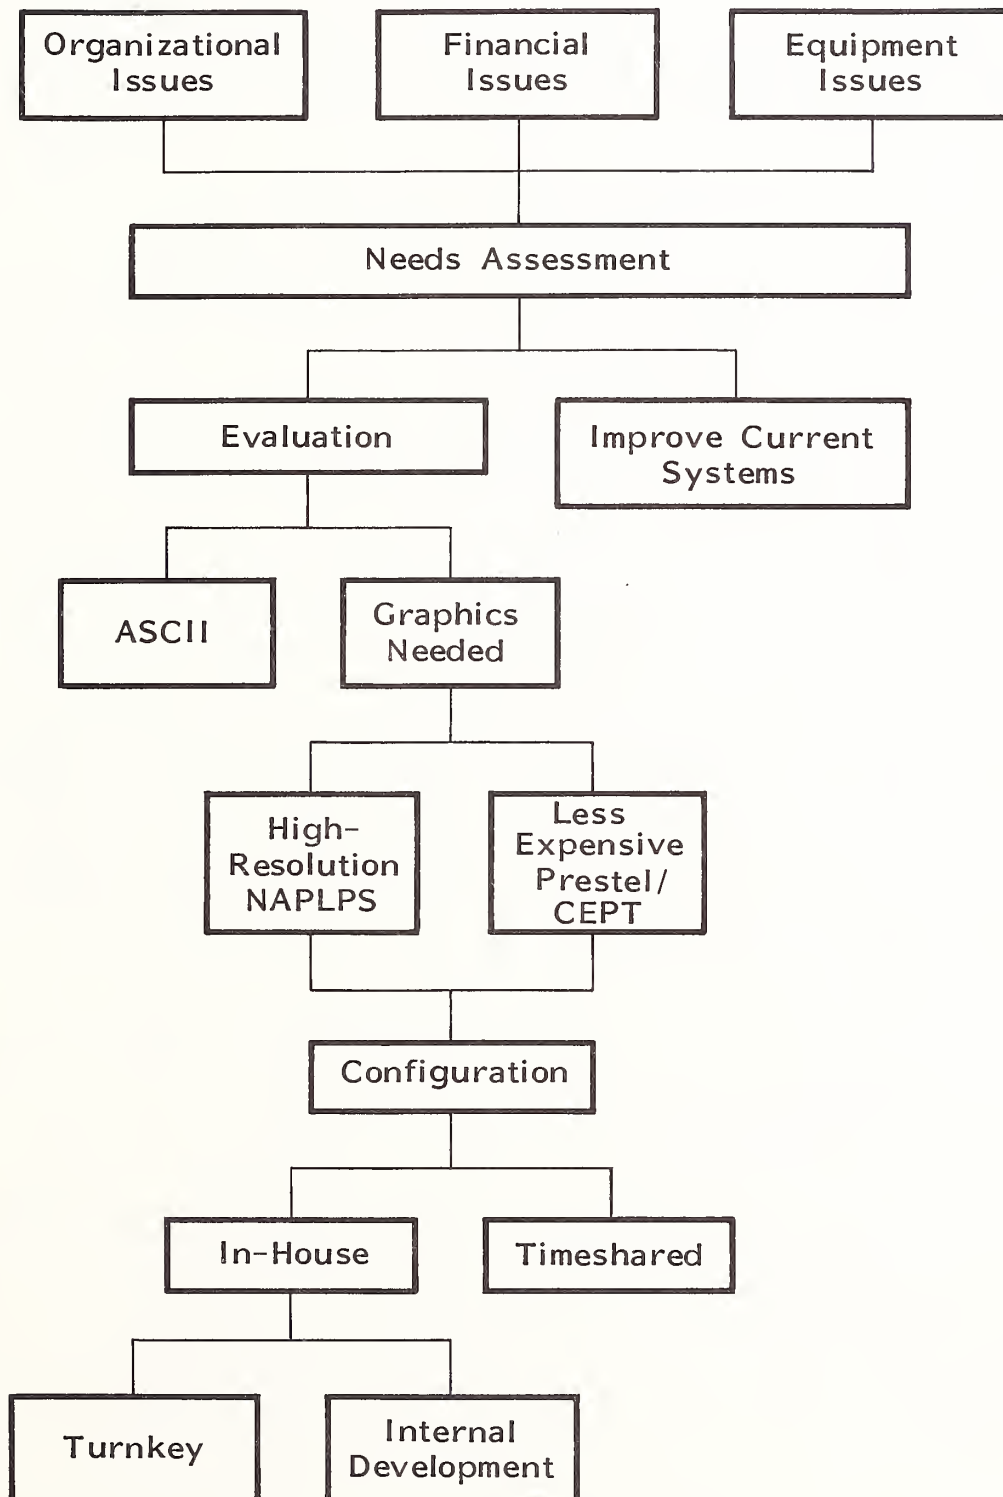 Organizational
Issues
Financial
Issues
Equipment
Issues
Needs Assessment
Evaluation
Improve Current
Systems
ASCII
Graphics
Needed
High-
Resolution
NAPLPS
Less
Expensive
Prestel/
CEPT
Configuration
In-House
Timeshared
Turnkey
Internal
Development